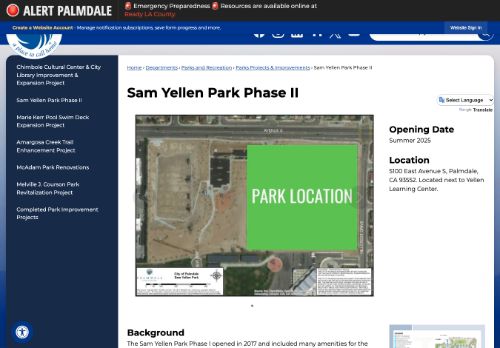 ALERT PALMDALE
Emergency Preparedness Resources are available online at
Ready LA County.
Create a Website Account - Manage notification subscriptions, save form progress and more.
Website Sign In
a place to call home
Chimbole Cultural Center & City
Library Improvement &
Expansion Project
Sam Yellen Park Phase II
Marie Kerr Pool Swim Deck
Expansion Project
Amargosa Creek Trail
Enhancement Project
McAdam Park Renovations
Melville J. Courson Park
Revitalization Project
Completed Park Improvement
Projects
Home › Departments › Parks and Recreation › Parks Projects & Improvements › Sam Yellen Park Phase II
Sam Yellen Park Phase II
Select Language
Google Translate
PARK LOCATION
City of Palmdale
Sam Yellen Park
Opening Date
Summer 2025
Location
5100 East Avenue S, Palmdale,
CA 93552. Located next to Yellen
Learning Center.
Background
The Sam Yellen Park Phase I opened in 2017 and included many amenities for the